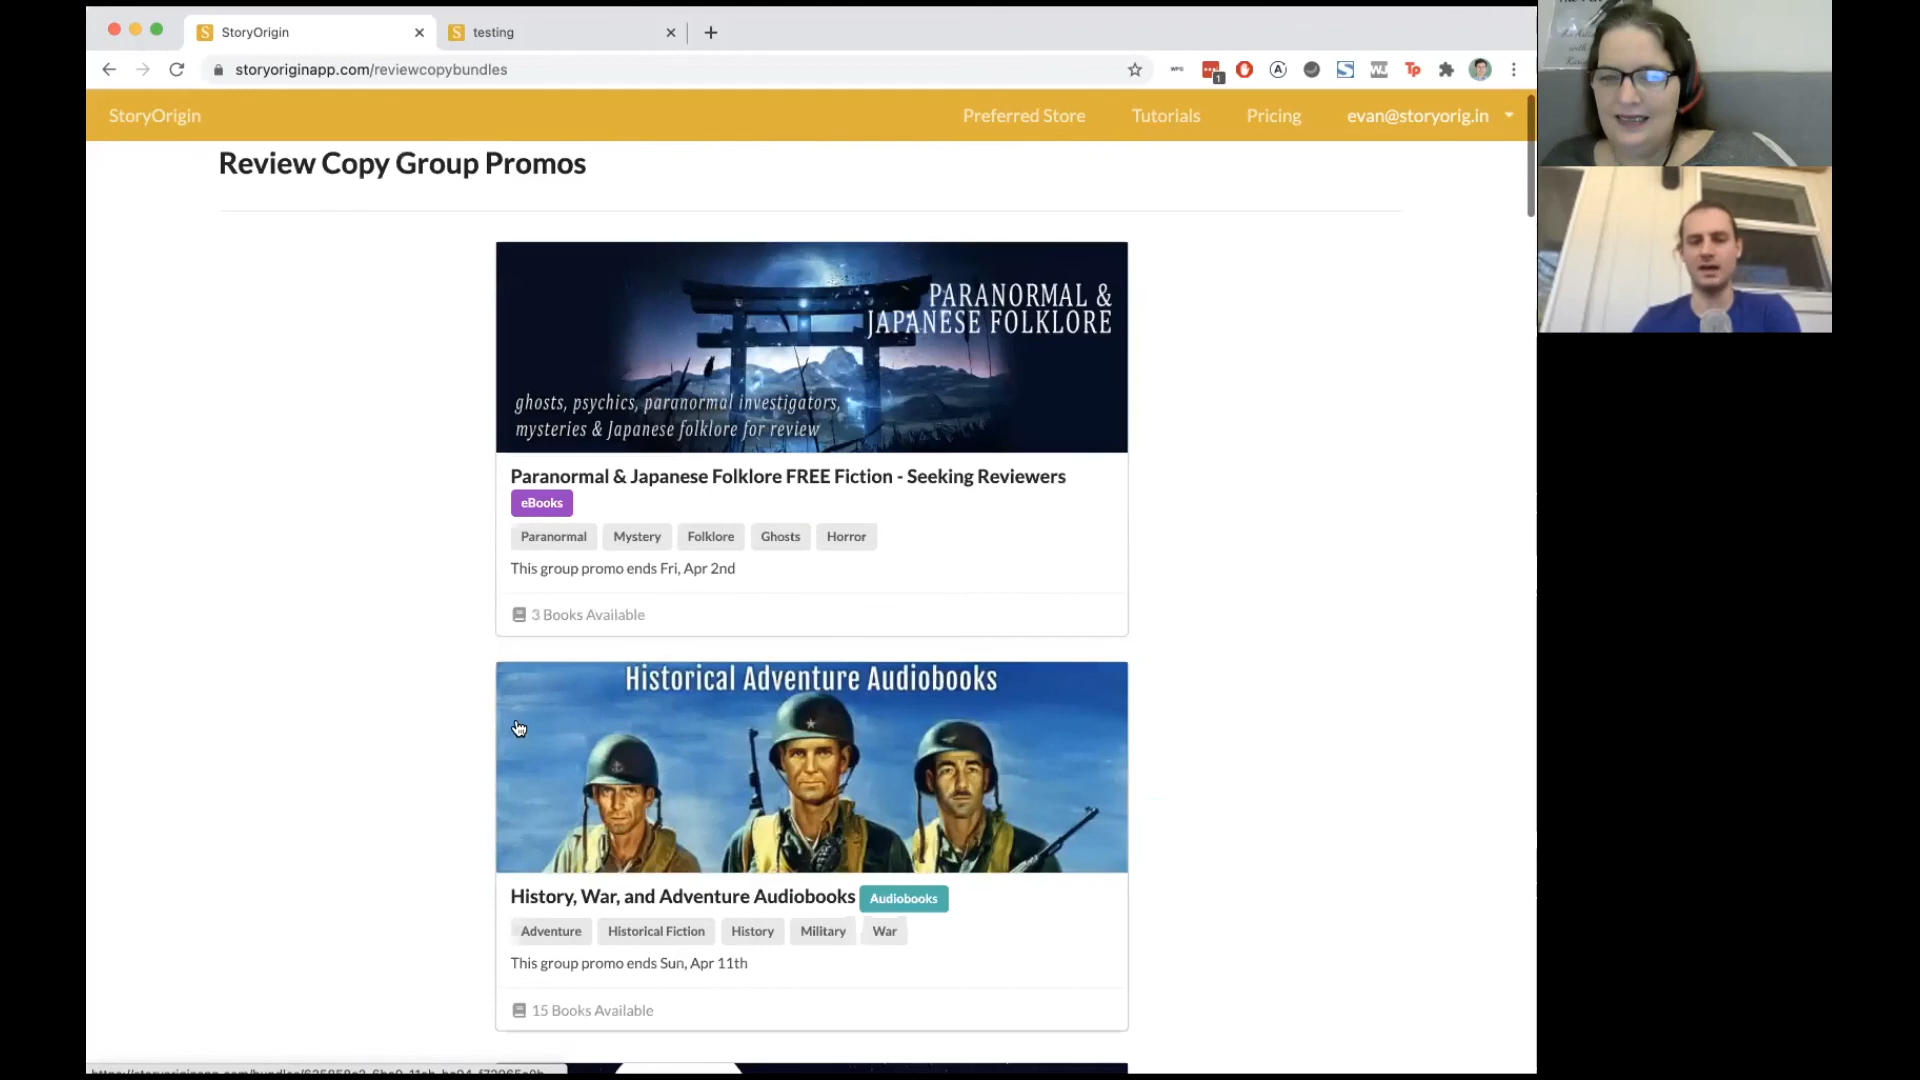 StoryOrigin
testing
storyoriginapp.com/reviewcopybundles
1
Tp
StoryOrigin
Preferred Store
Tutorials
Pricing
evan@storyorig.in
Review Copy Group Promos
PARANORMAL &
JAPANESE FOLKLORE
ghosts, psychics, paranormal investigators,
mysteries & Japanese folklore for review
Paranormal & Japanese Folklore FREE Fiction - Seeking Reviewers
eBooks
Paranormal
Mystery
Folklore
Ghosts
Horror
This group promo ends Fri, Apr 2nd
3 Books Available
Historical Adventure Audiobooks
History, War, and Adventure Audiobooks
Audiobooks
Adventure
Historical Fiction
History
Military
War
This group promo ends Sun, Apr 11th
15 Books Available